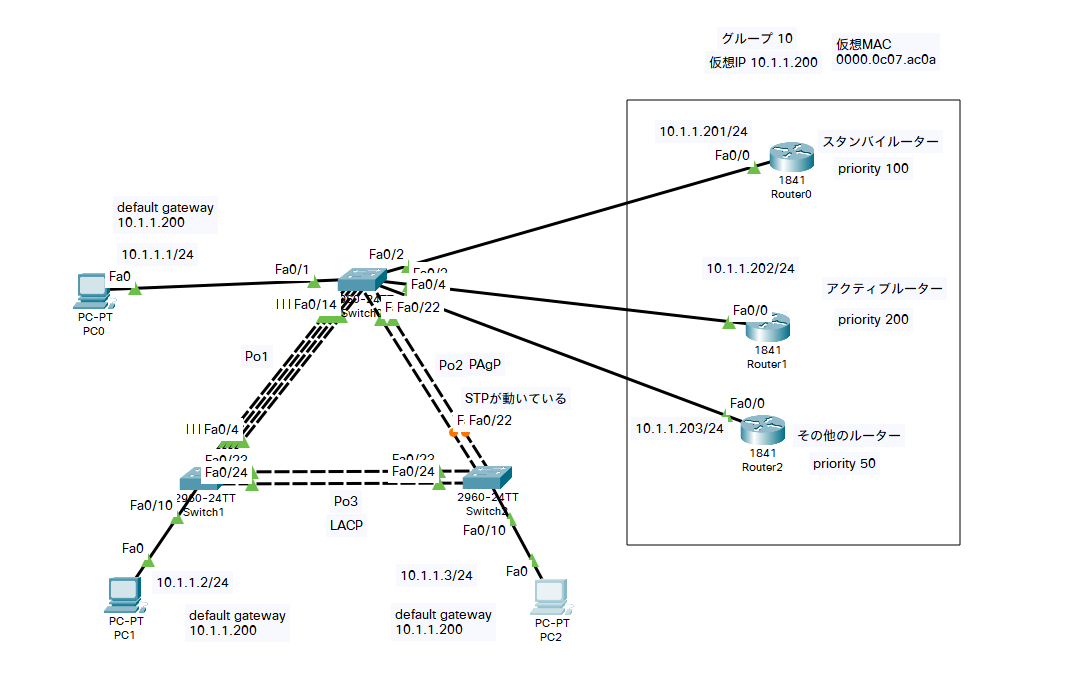 グループ 10
仮想IP 10.1.1.200
仮想MAC
0000.0c07.ac0a
10.1.1.201/24
Fa0/0
スタンバイルーター
priority 100
1841
Router0
default gateway
10.1.1.200
10.1.1.1/24
Fa0
PC-PT
PC0
Fa0/1
Fa0/2
Fa0/4
Fa0/14
Fa0/22
10.1.1.202/24
アクティブルーター
Fa0/0
priority 200
1841
Router1
Po1
Po2 PAgP
STPが動いている
Fa0/22
Fa0/0
10.1.1.203/24
その他のルーター
1841
Router2
priority 50
Fa0/4
Fa0/24
2960-24TT
Switch1
Fa0/24
2960-24TT
Po3
LACP
Fa0/10
Fa0/10
Fa0
10.1.1.2/24
PC-PT
PC1
default gateway
10.1.1.200
10.1.1.3/24
Fa0
default gateway
10.1.1.200
PC-PT
PC2